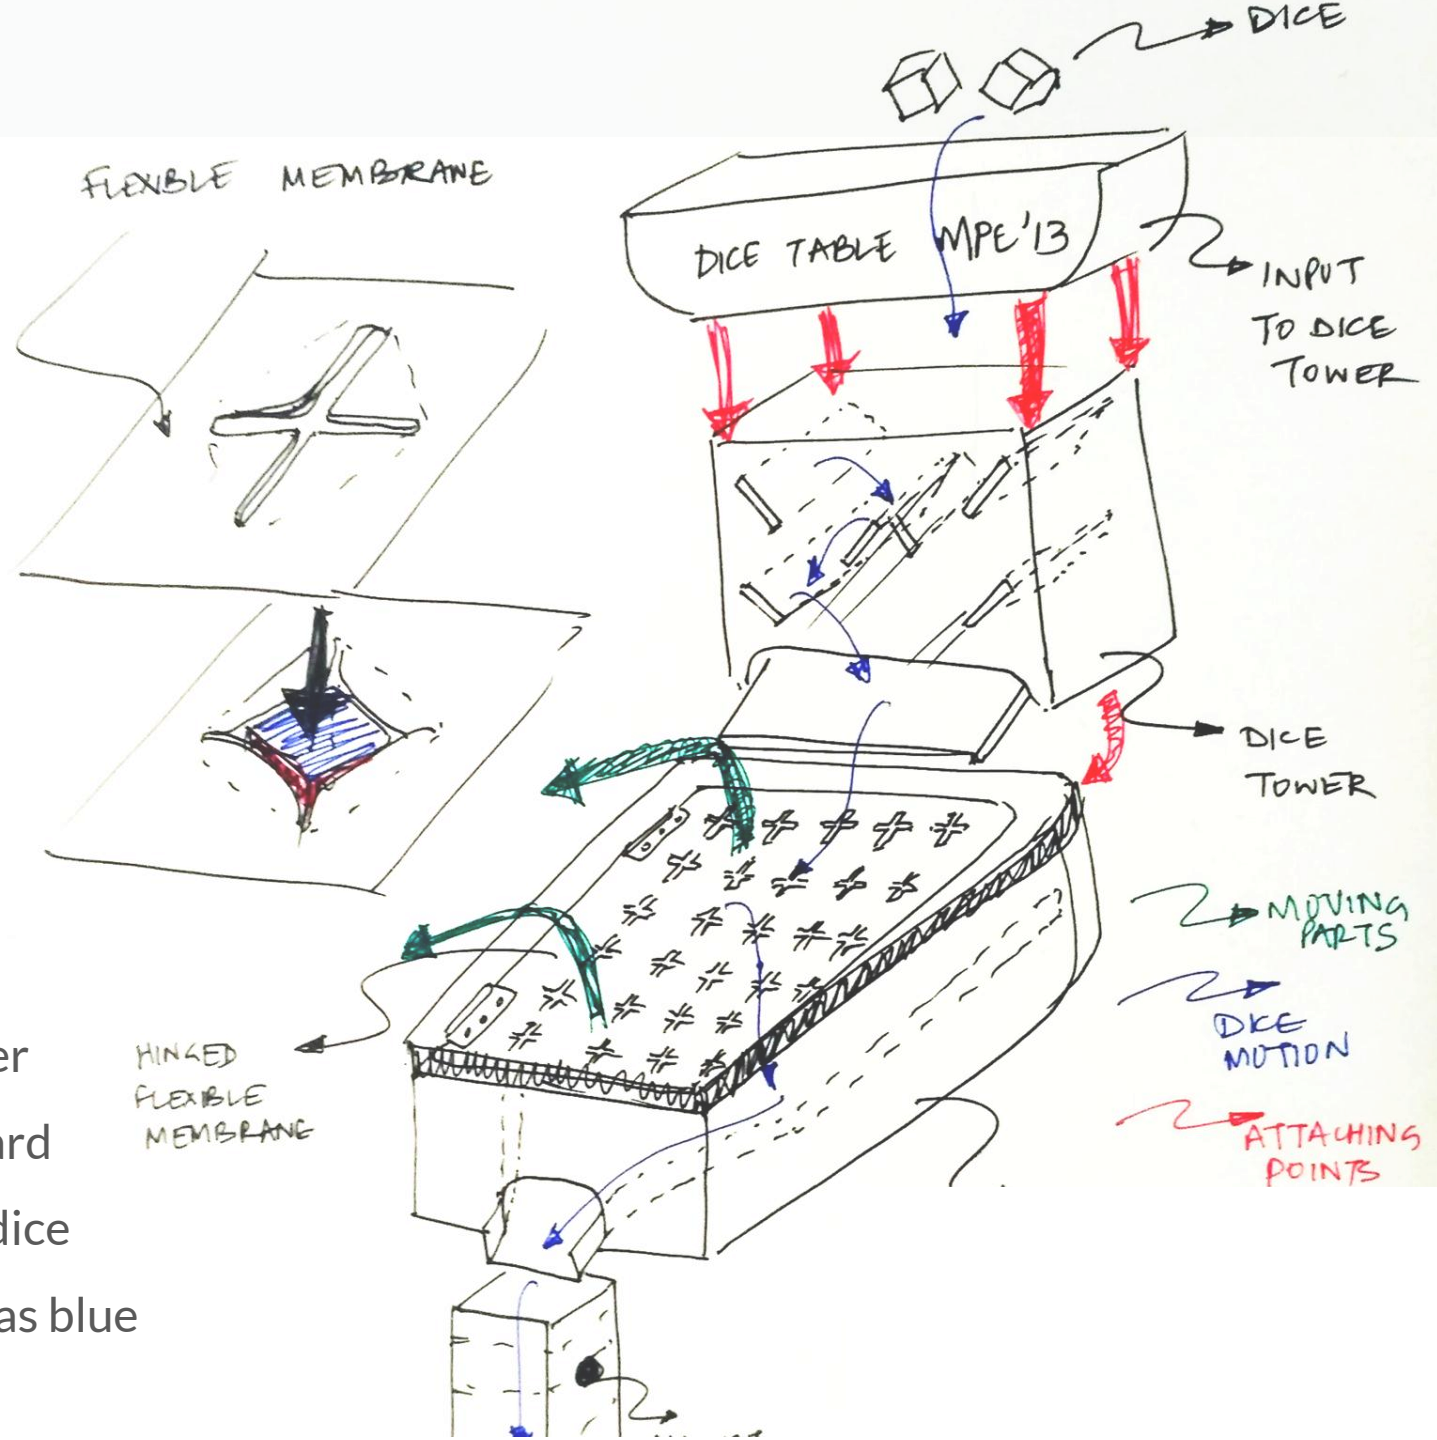 DICE
FLEXIBLE MEMBRANE
DICE TABLE MPE'13
INPUT
TO DICE
TOWER
DICE
TOWER
MOVING
PARTS
DICE
MOTION
ATTACHING
POINTS
HINGED
FLEXIBLE
MEMBRANE
er
ard
dice
as blue